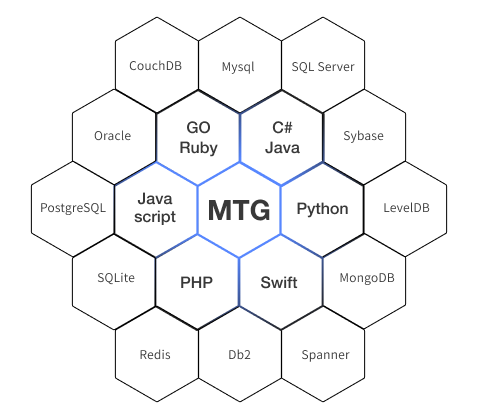 CouchDB
Mysql
SQL Server
Oracle
GO
Ruby
C#
Java
Sybase
PostgreSQL
Java
script
MTG
Python
LevelDB
SQLite
PHP
Swift
MongoDB
Redis
Db2
Spanner